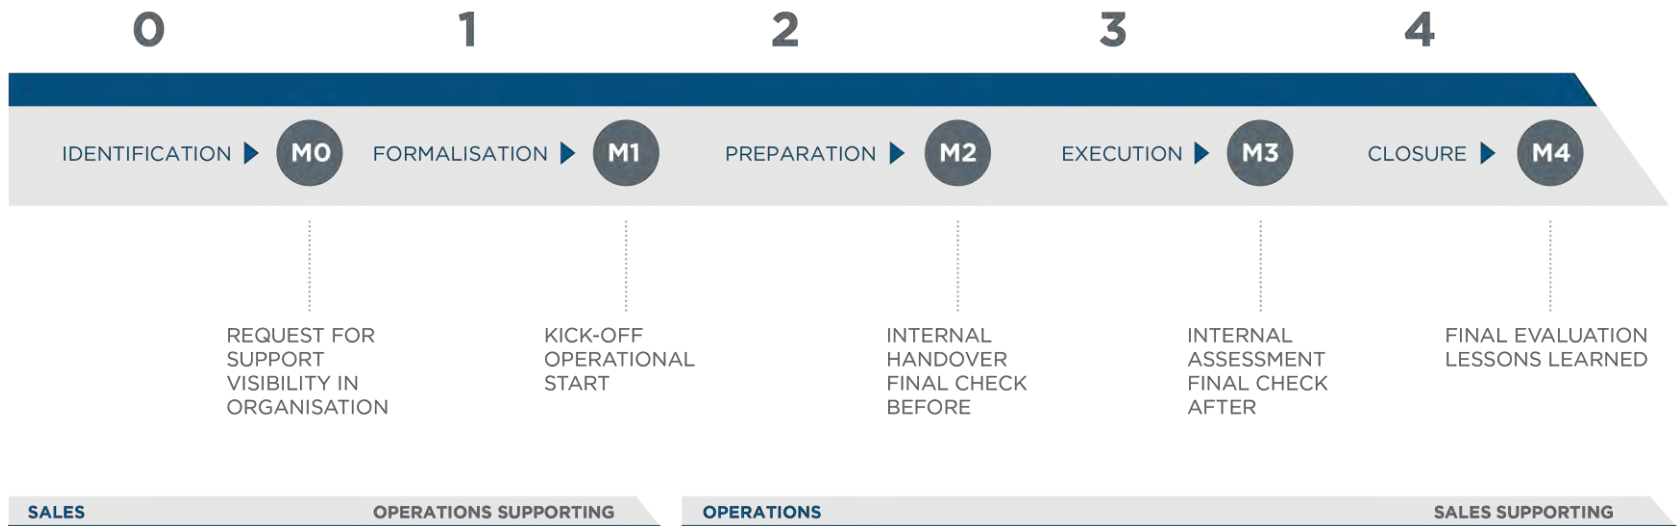 0 1 2 3 4
IDENTIFICATION M0 FORMALISATION M1 PREPARATION M2 EXECUTION M3 CLOSURE M4
REQUEST FOR
SUPPORT
VISIBILITY IN
ORGANISATION
KICK-OFF
OPERATIONAL
START
INTERNAL
HANDOVER
FINAL CHECK
BEFORE
INTERNAL
ASSESSMENT
FINAL CHECK
AFTER
FINAL EVALUATION
LESSONS LEARNED
SALES OPERATIONS SUPPORTING OPERATIONS SALES SUPPORTING